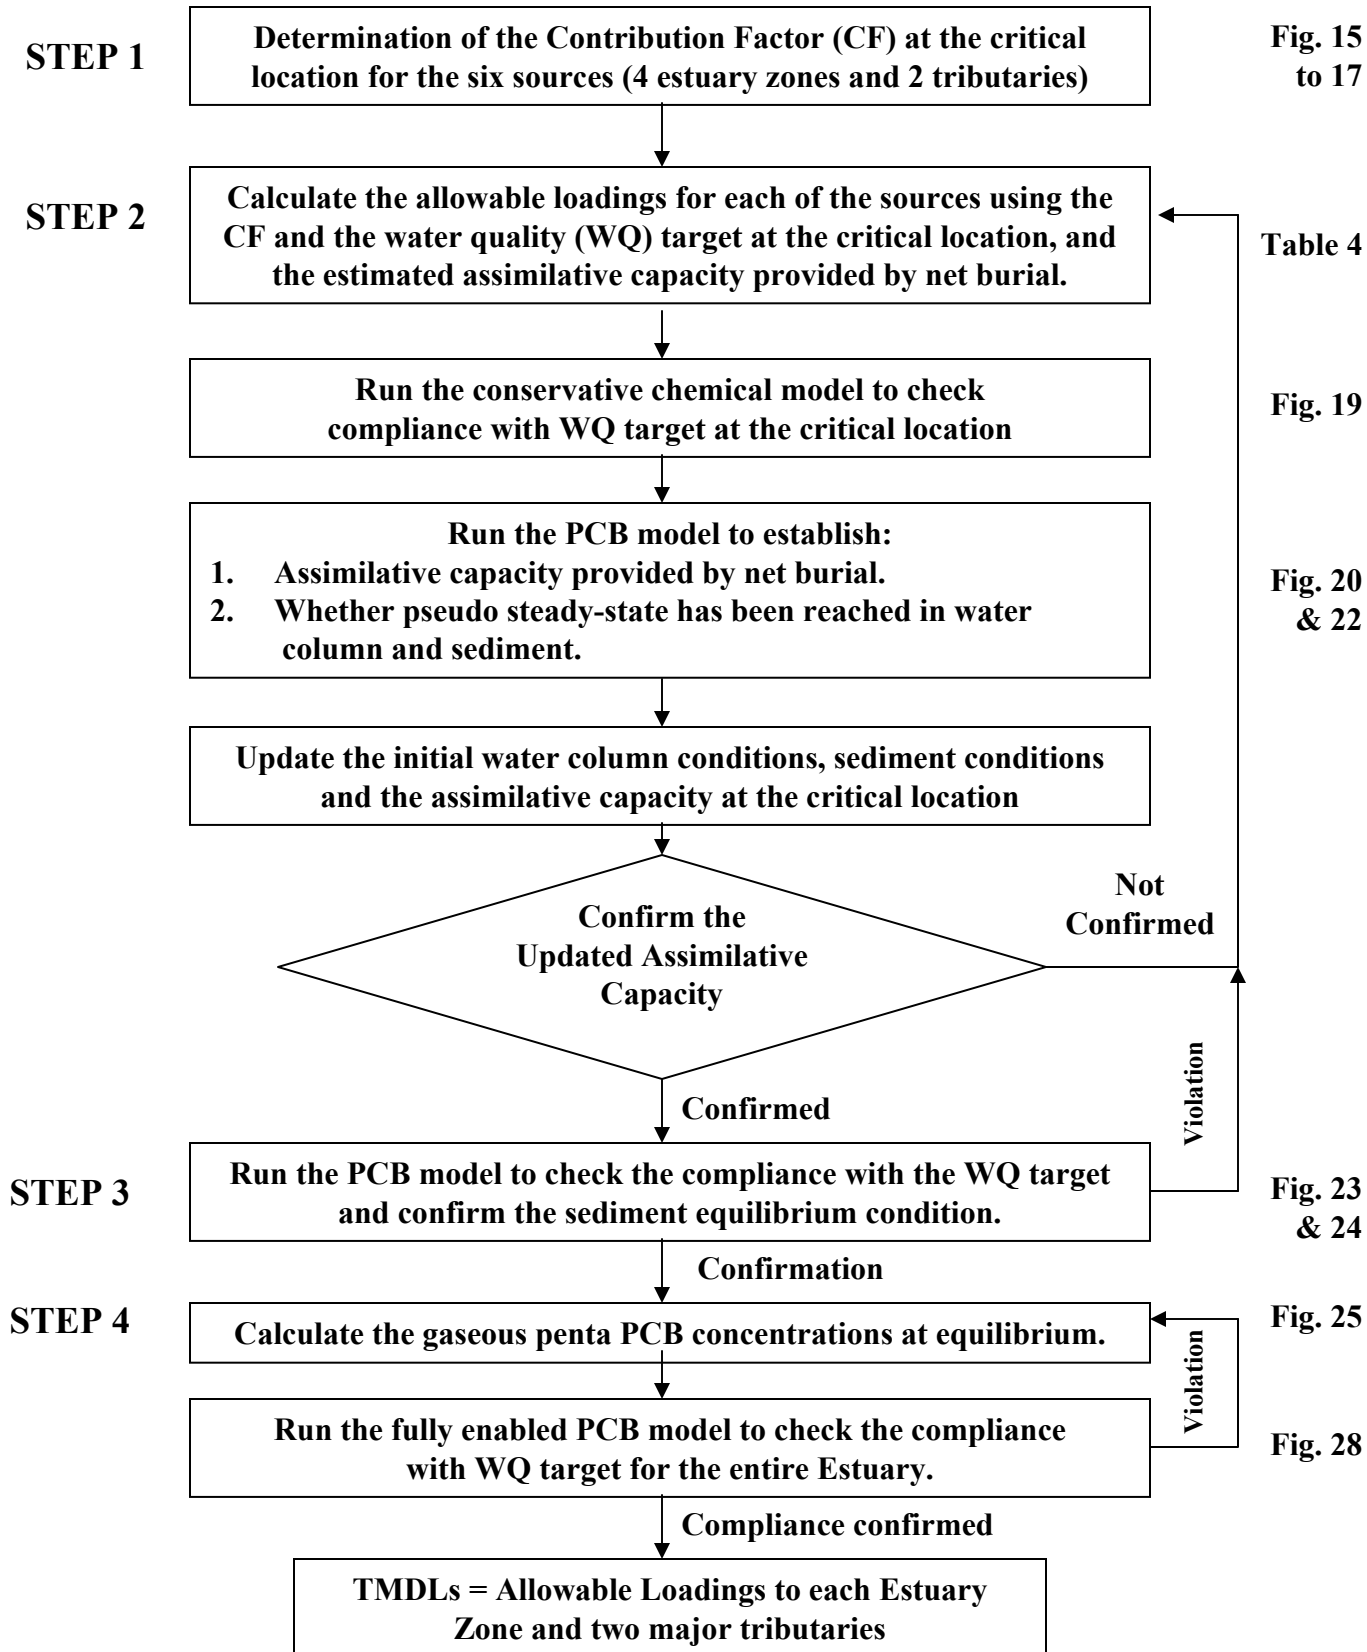 STEP 1
Determination of the Contribution Factor (CF) at the critical
location for the six sources (4 estuary zones and 2 tributaries)
Fig. 15
to 17
STEP 2
Calculate the allowable loadings for each of the sources using the
CF and the water quality (WQ) target at the critical location, and
the estimated assimilative capacity provided by net burial.
Table 4
Run the conservative chemical model to check
compliance with WQ target at the critical location
Fig. 19
Run the PCB model to establish:
1. Assimilative capacity provided by net burial.
2. Whether pseudo steady-state has been reached in water
column and sediment.
Fig. 20
& 22
Update the initial water column conditions, sediment conditions
and the assimilative capacity at the critical location
Confirm the
Updated Assimilative
Capacity
Not
Confirmed
Confirmed
Violation
STEP 3
Run the PCB model to check the compliance with the WQ target
and confirm the sediment equilibrium condition.
Fig. 23
& 24
Confirmation
STEP 4
Calculate the gaseous penta PCB concentrations at equilibrium.
Fig. 25
Violation
Run the fully enabled PCB model to check the compliance
with WQ target for the entire Estuary.
Fig. 28
Compliance confirmed
TMDLs = Allowable Loadings to each Estuary
Zone and two major tributaries